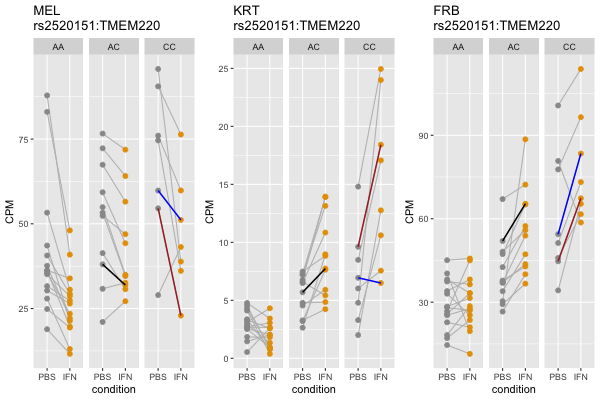 MEL
rs2520151:TMEM220
AA AC CC
CPM
75
50
25
PBS IFN PBS IFN PBS IFN
condition
KRT
rs2520151:TMEM220
AA AC CC
CPM
25
20
15
10
5
0
PBS IFN PBS IFN PBS IFN
condition
FRB
rs2520151:TMEM220
AA AC CC
CPM
90
60
30
PBS IFN PBS IFN PBS IFN
condition